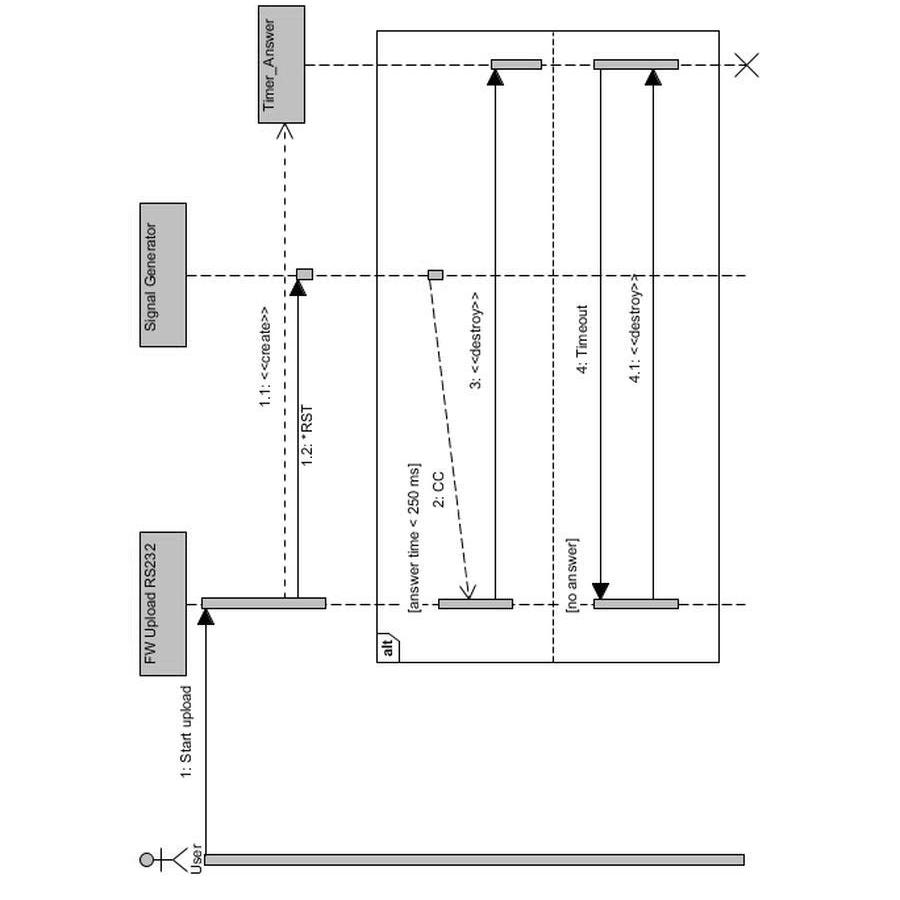 User
FW Upload RS232
Signal Generator
Timer_Answer
1: Start upload
1.1: <<create>>
1.2: *RST
alt
[answer time < 250 ms]
2: CC
3: <<destroy>>
[no answer]
4: Timeout
4.1: <<destroy>>